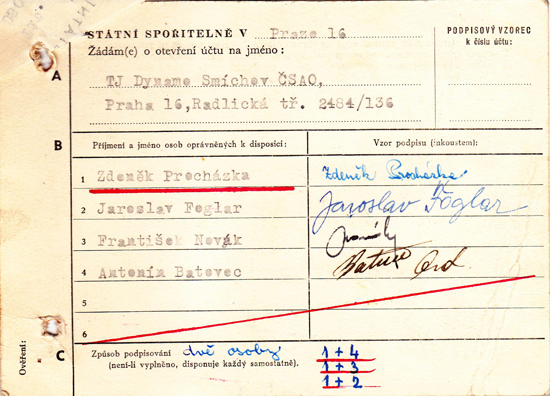 STÁTNÍ SPOŘITELNĚ V Praze 16
PODPISOVÝ VZOREC
k číslu účtu:
Žádám(e) o otevření účtu na jméno:
A
TJ Dynamo Smíchov ČSAO,
Praha 16, Radlická tř. 2484/136
B
Příjmení a jméno osob oprávněných k disposici:
Vzor podpisu (inkoustem):
1 Zdeněk Procházka Zdeněk Procházka
2 Jaroslav Foglar Jaroslav Foglar
3 František Novák
4 Antonín Batovec
5
6
Ověření:
C
Způsob podpisování dvě osoby
(není-li vyplněno, disponuje každý samostatně).
1+4
1+3
1+2